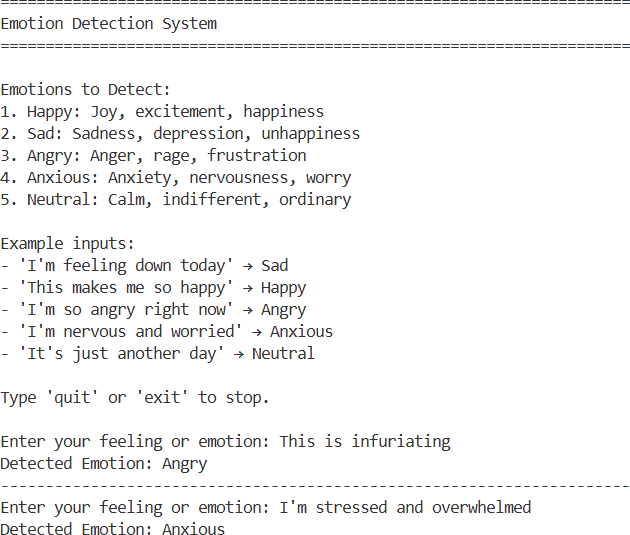 ======================================================================
Emotion Detection System
======================================================================
Emotions to Detect:
1. Happy: Joy, excitement, happiness
2. Sad: Sadness, depression, unhappiness
3. Angry: Anger, rage, frustration
4. Anxious: Anxiety, nervousness, worry
5. Neutral: Calm, indifferent, ordinary
Example inputs:
- 'I'm feeling down today' → Sad
- 'This makes me so happy' → Happy
- 'I'm so angry right now' → Angry
- 'I'm nervous and worried' → Anxious
- 'It's just another day' → Neutral
Type 'quit' or 'exit' to stop.
Enter your feeling or emotion: This is infuriating
Detected Emotion: Angry
----------------------------------------------------------------------
Enter your feeling or emotion: I'm stressed and overwhelmed
Detected Emotion: Anxious